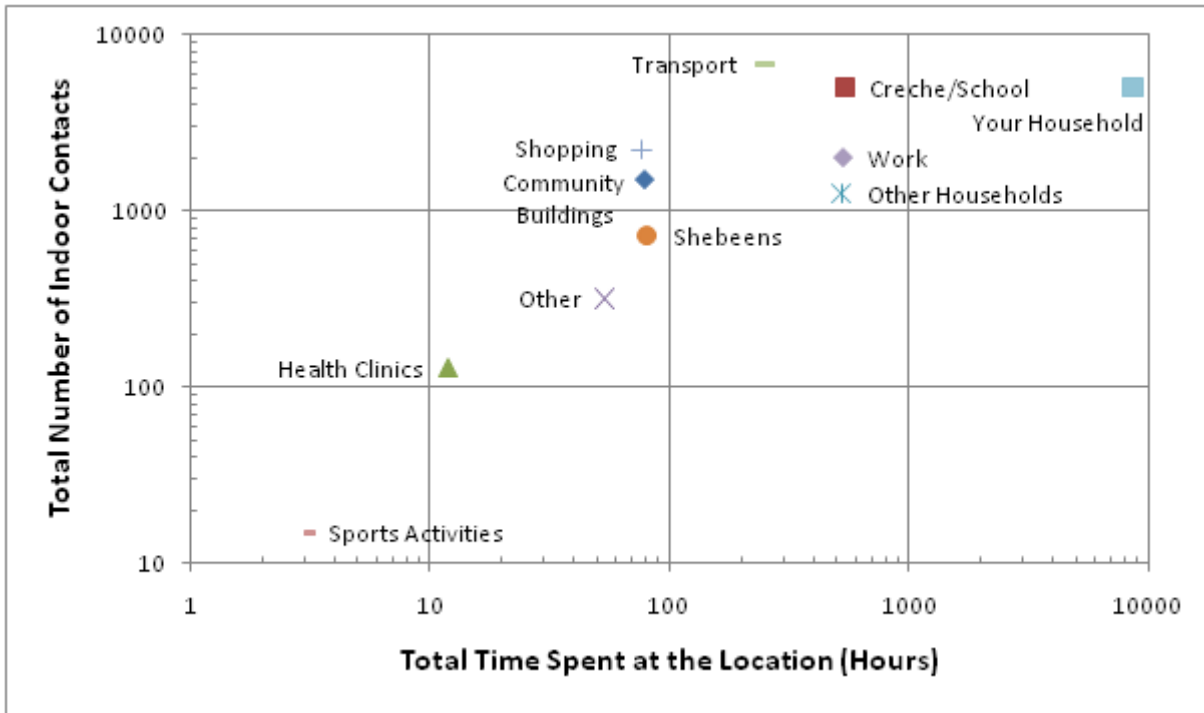 10000
Transport
Creche/School
Your Household
Shopping
Work
Community
Buildings
Other Households
1000
Shebeens
Other
Health Clinics
100
Sports Activities
10
1 10 100 1000 10000
Total Number of Indoor Contacts
Total Time Spent at the Location (Hours)